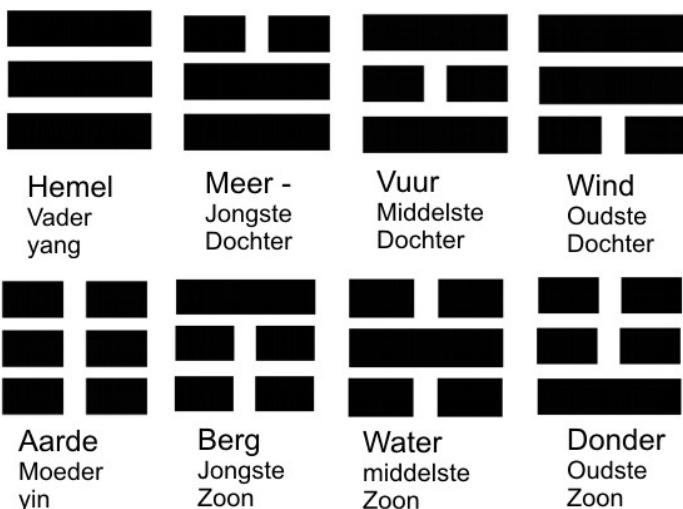 Hemel
Vader
yang
Meer -
Jongste
Dochter
Vuur
Middelste
Dochter
Wind
Oudste
Dochter
Aarde
Moeder
yin
Berg
Jongste
Zoon
Water
middelste
Zoon
Donder
Oudste
Zoon